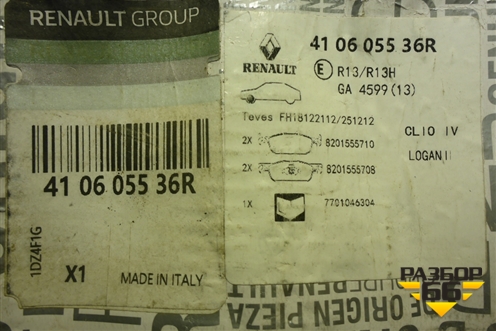 RENAULT GROUP
41 06 055 36R
1DZ4F1G
X1
MADE IN ITALY
RENAULT
41 06 055 36R
E R13/R13H
GA 4599 (13)
Teves FH18122112/251212
2X 8201555710
2X 8201555708
1X 7701046304
CLIO IV
LOGAN II
DE ORIGEN PIEZA
РАЗБОР
66